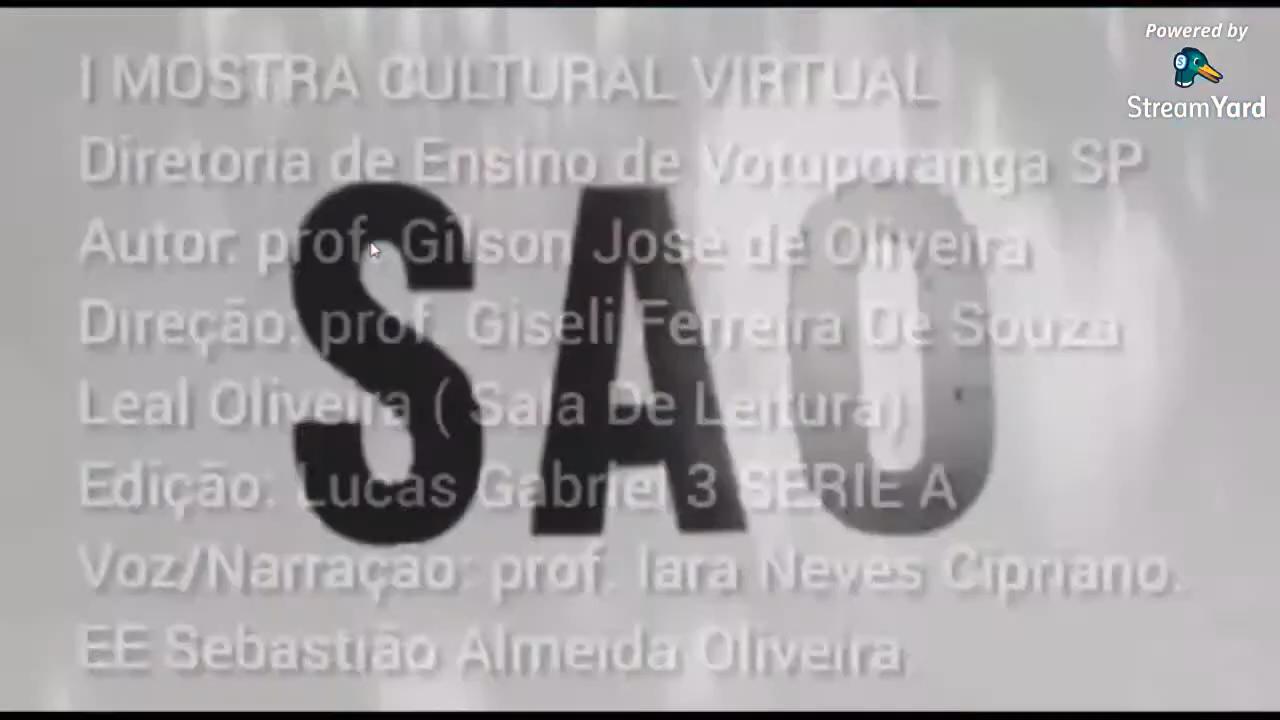 Powered by
StreamYard
I MOSTRA CULTURAL VIRTUAL
Diretoria de Ensino de Votuporanga SP
Autor: prof. Gilson José de Oliveira
Direção: prof. Giseli Ferreira De Souza
Leal Oliveira ( Sala De Leitura)
Edição: Lucas Gabriel 3 SERIE A
Voz/Narração: prof. Iara Neves Cipriano.
EE Sebastião Almeida Oliveira
SAO